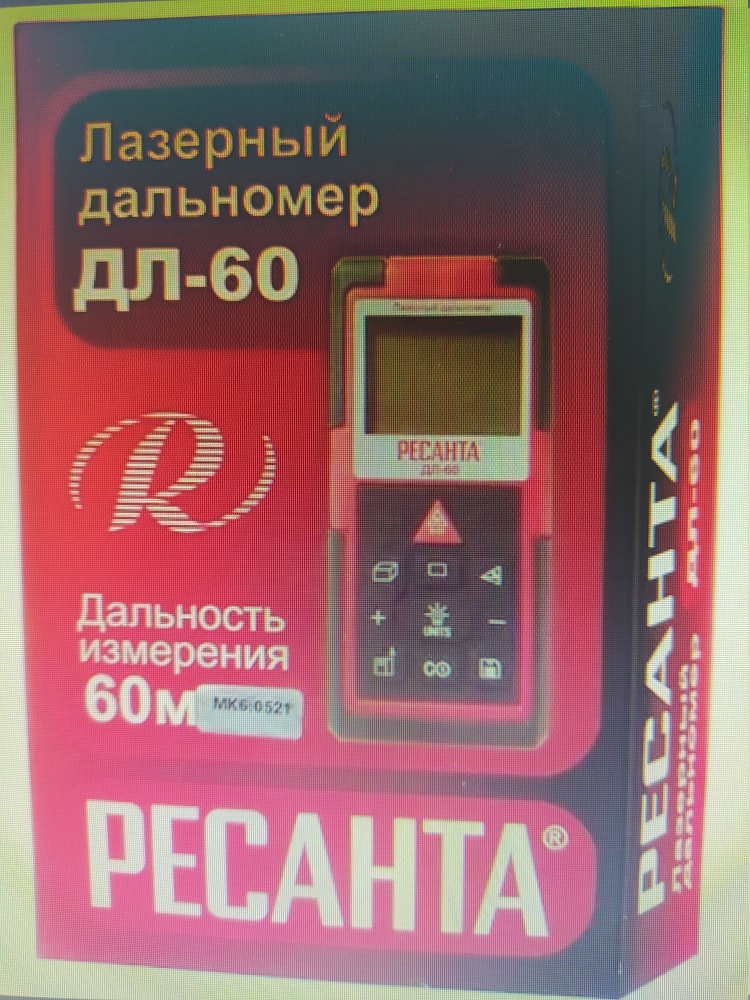 Лазерный
дальномер
ДЛ-60
Лазерный дальномер
РЕСАНТА
ДЛ-60
UNITS
R
Дальность
измерения
60м
МК6-0521
РЕСАНТА®
РЕСАНТА
Лазерный
дальномер ДЛ-60